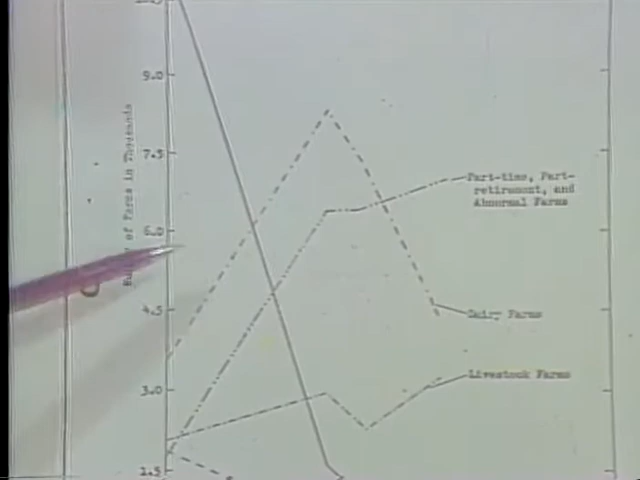 9.0
7.5
6.0
4.5
3.0
1.5
Number of Farms in Thousands
Part-time, Part-
retirement, and
Abnormal Farms
Dairy Farms
Livestock Farms